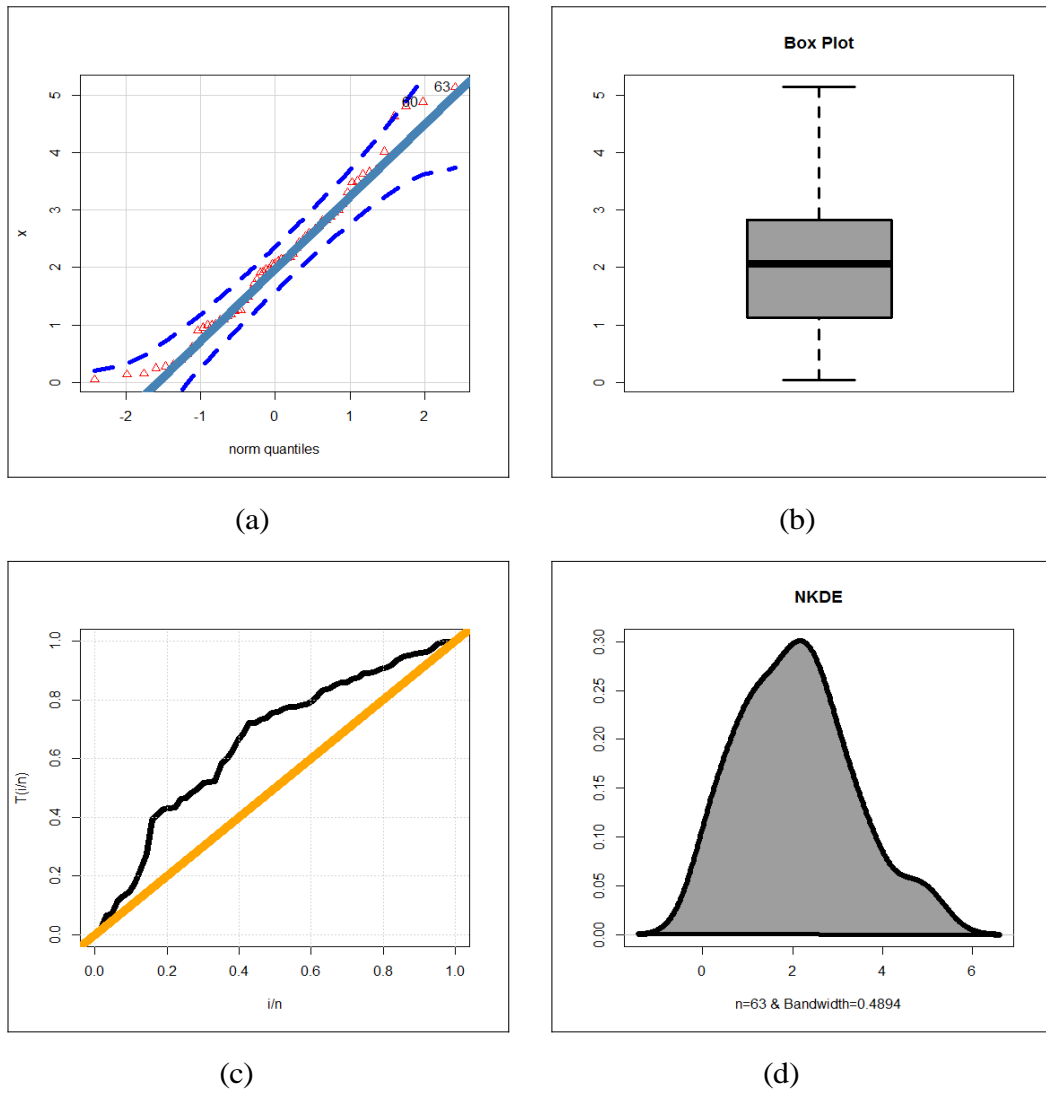 x
5
4
3
2
1
0
60
63
-2 -1 0 1 2
norm quantiles
(a)
Box Plot
5
4
3
2
1
0
(b)
T(i/n)
1.0
0.8
0.6
0.4
0.2
0.0
0.0 0.2 0.4 0.6 0.8 1.0
i/n
(c)
NKDE
0.30
0.25
0.20
0.15
0.10
0.05
0.00
0 2 4 6
n=63 & Bandwidth=0.4894
(d)